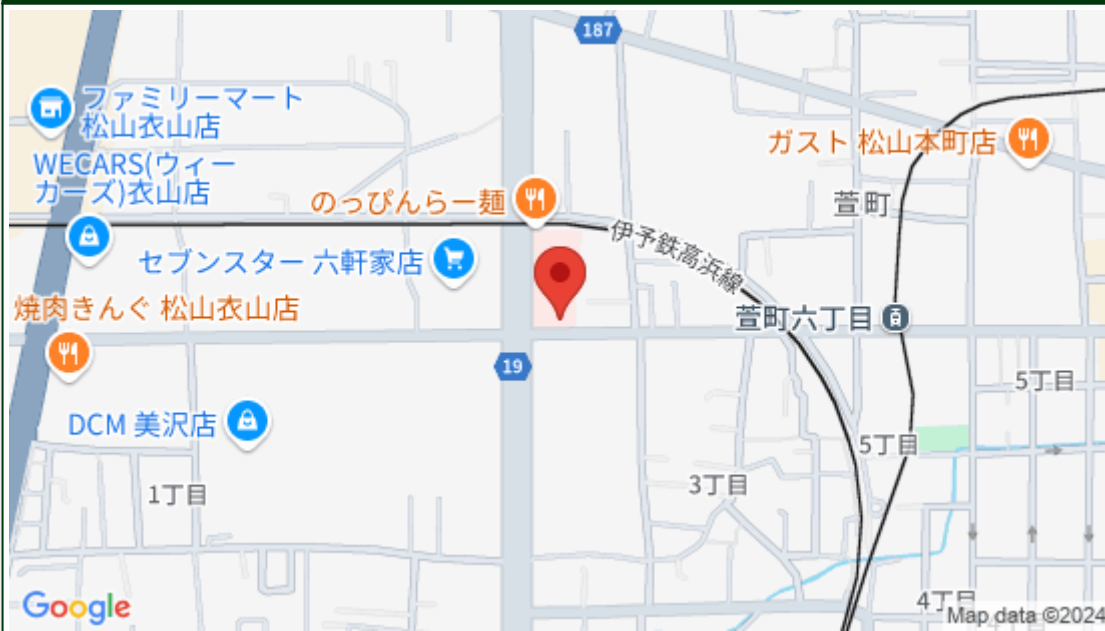 187
ファミリーマート
松山衣山店
ガスト 松山本町店
WECARS(ウィー
カーズ)衣山店
のっぴんらー麺
萱町
伊予鉄高浜線
セブンスター 六軒家店
焼肉きんぐ 松山衣山店
萱町六丁目
19
5丁目
DCM 美沢店
5丁目
1丁目
3丁目
4丁目
Google
Map data ©2024